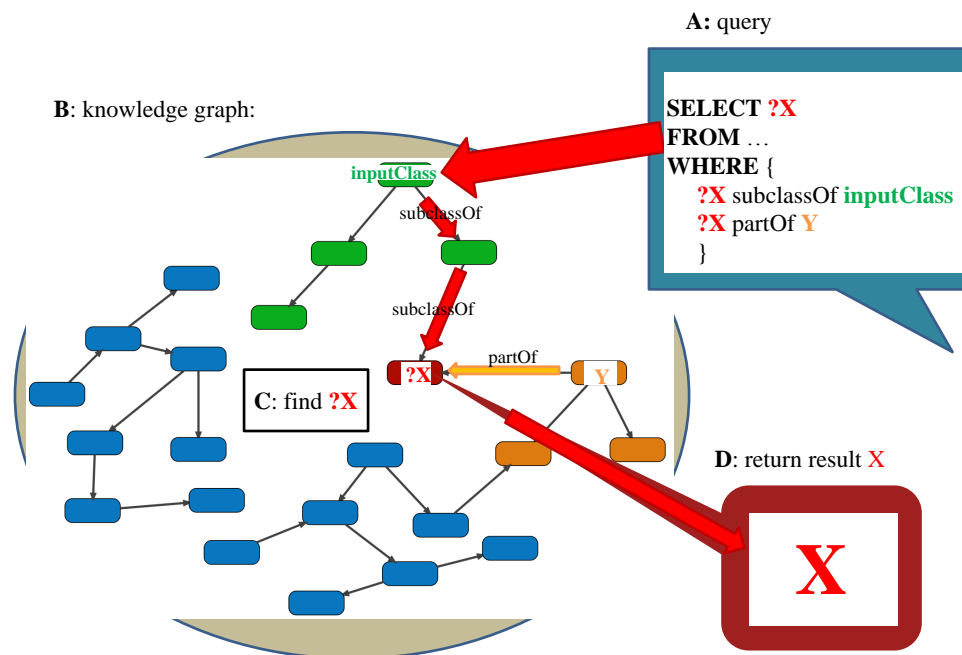 A: query
SELECT ?X
FROM ...
WHERE {
?X subclassOf inputClass
?X partOf Y
}
B: knowledge graph:
inputClass
subclassOf
subclassOf
partOf
?X
Y
C: find ?X
D: return result X
X